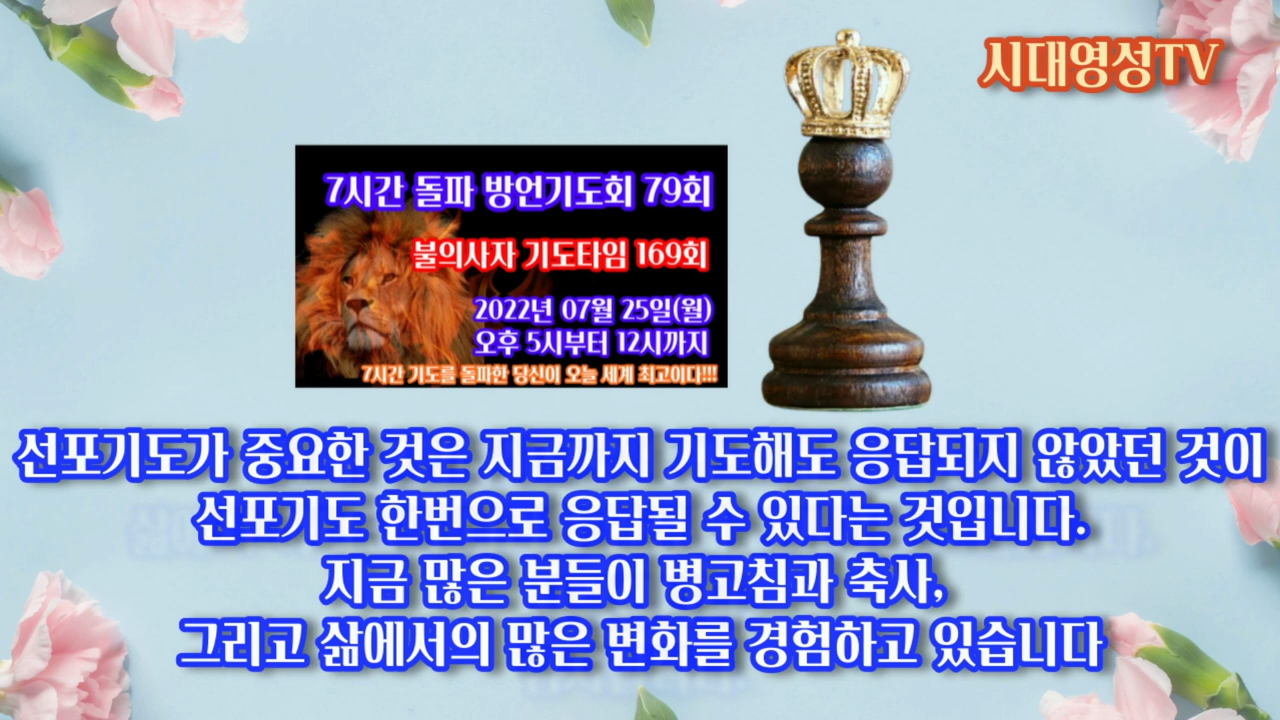 시대영성TV
7시간 돌파 방언기도회 79회
불의사자 기도타임 169회
2022년 07월 25일(월)
오후 5시부터 12시까지
7시간 기도를 돌파한 당신이 오늘 세계 최고이다!!!
선포기도가 중요한 것은 지금까지 기도해도 응답되지 않았던 것이
선포기도 한번으로 응답될 수 있다는 것입니다.
지금 많은 분들이 병고침과 축사,
그리고 삶에서의 많은 변화를 경험하고 있습니다